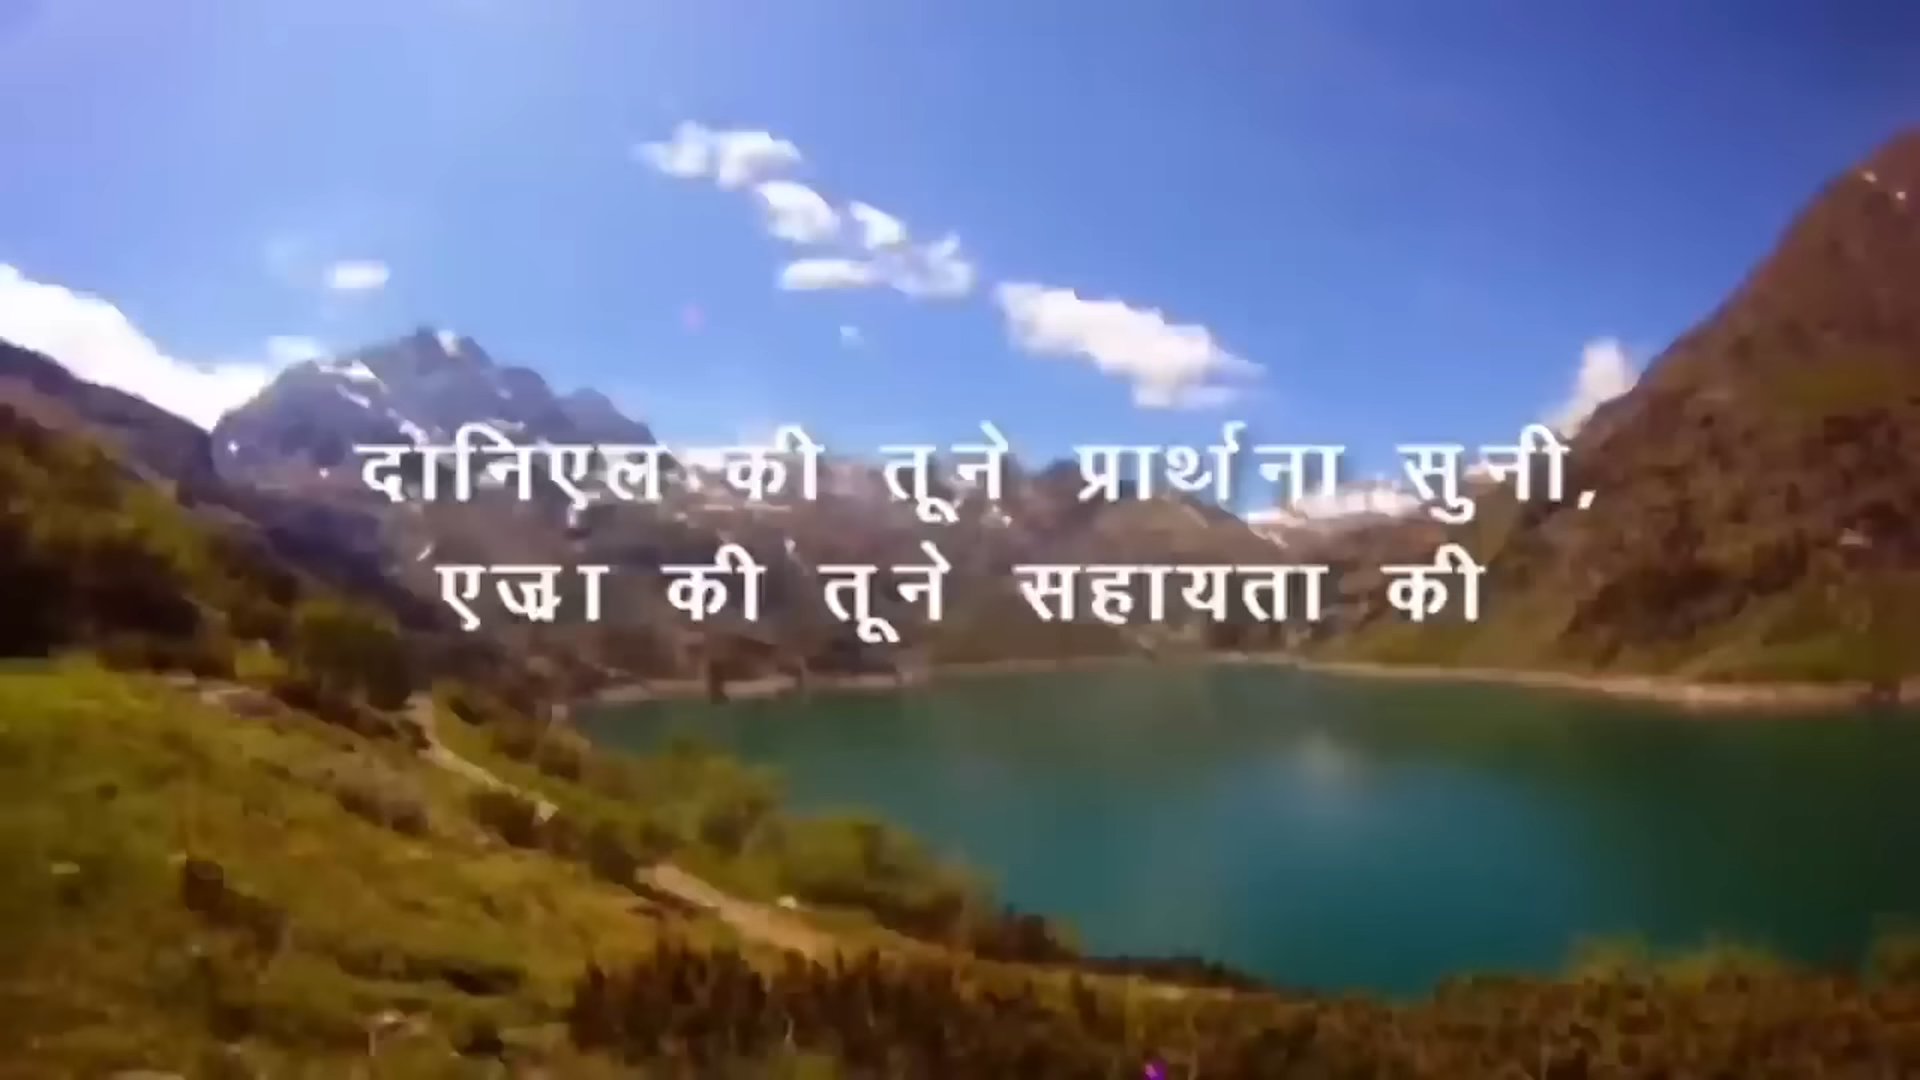 दानिएल की तूने प्रार्थना सुनी,
एज्रा की तूने सहायता की